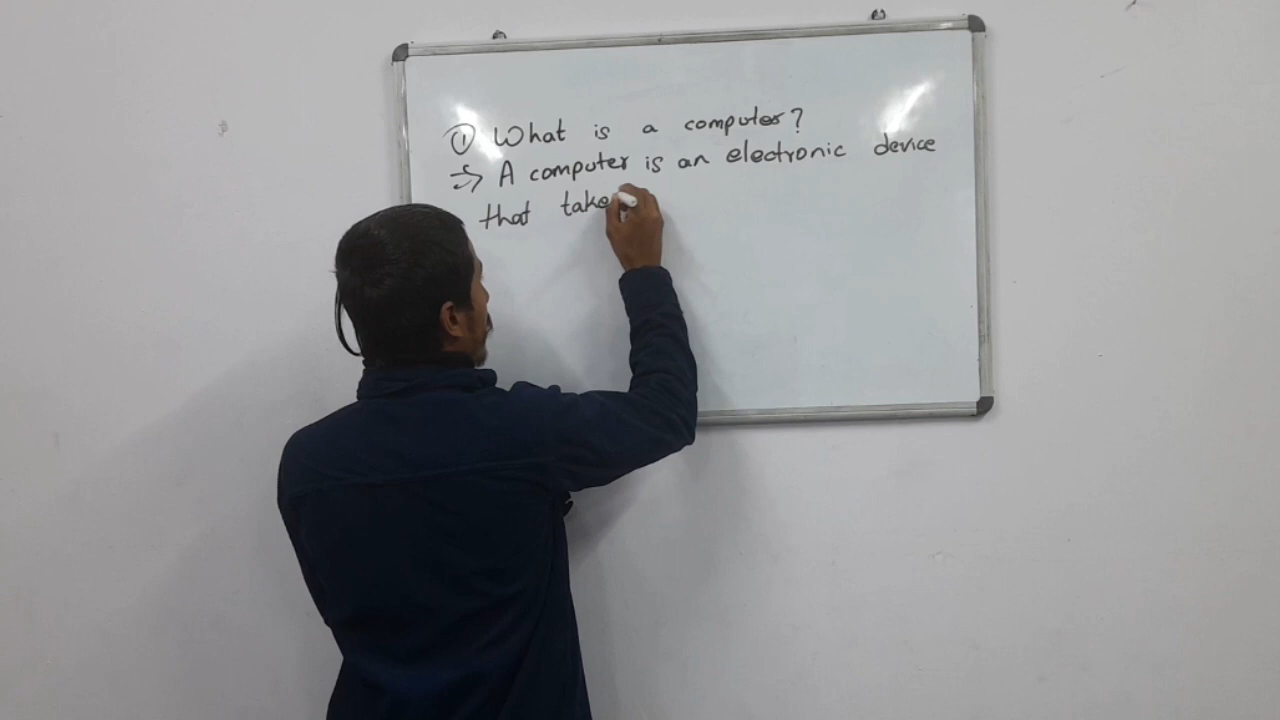 ① What is a computer?
=> A computer is an electronic device
that take